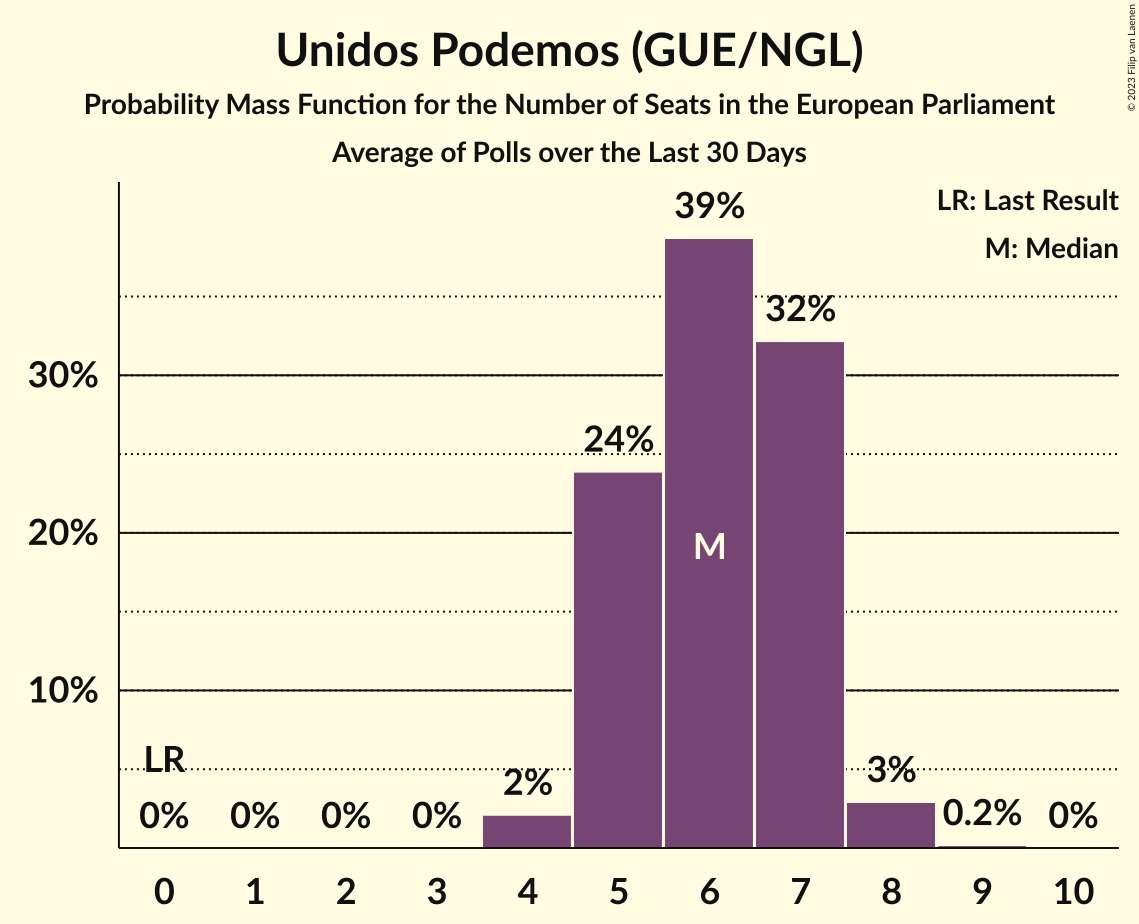 Unidos Podemos (GUE/NGL)
Probability Mass Function for the Number of Seats in the European Parliament
Average of Polls over the Last 30 Days
© 2023 Filip van Laenen
LR: Last Result
M: Median
39%
32%
30%
24%
20%
M
10%
LR
2%
3%
0% 0% 0% 0% 0.2% 0%
0 1 2 3 4 5 6 7 8 9 10